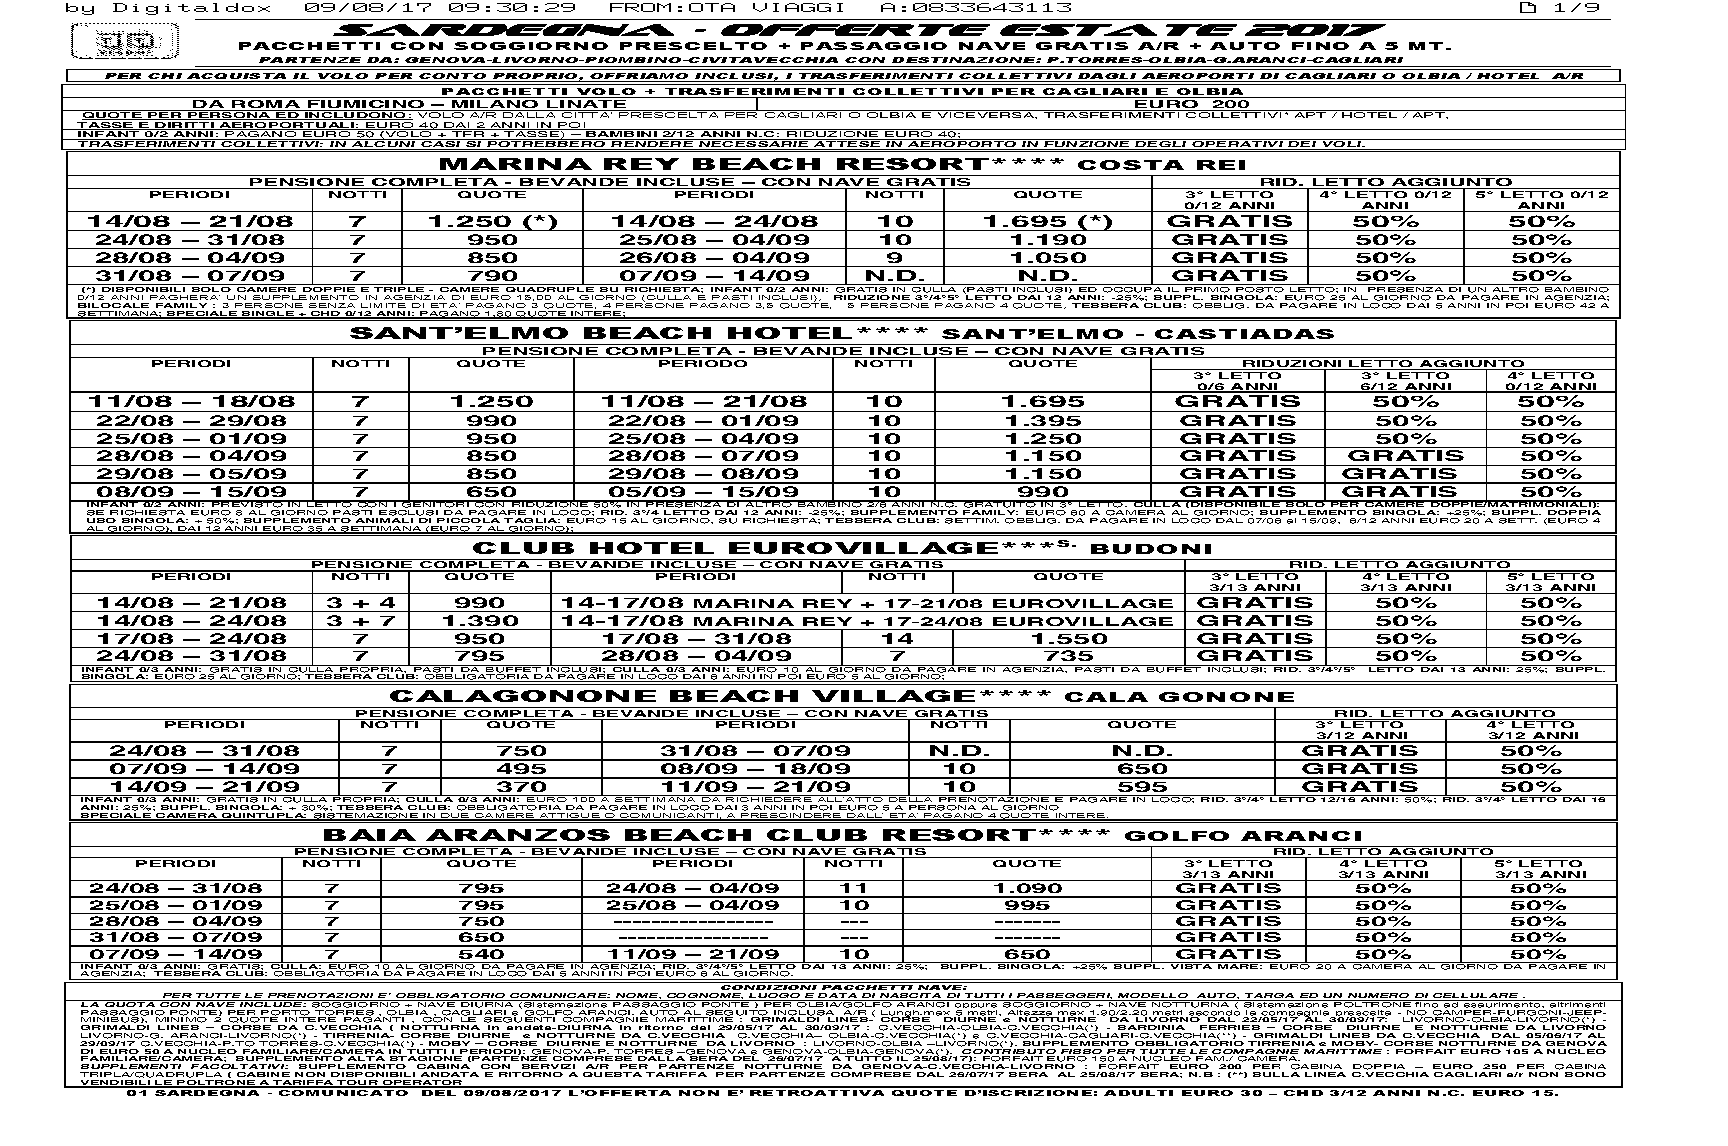 by Digitaldox 09/08/17 09:30:29 FROM:OTA VIAGGI A:0833643113 1/9
SARDEGNA - OFFERTE ESTATE 2017
PACCHETTI CON SOGGIORNO PRESCELTO + PASSAGGIO NAVE GRATIS A/R + AUTO FINO A 5 MT.
PARTENZE DA: GENOVA-LIVORNO-PIOMBINO-CIVITAVECCHIA CON DESTINAZIONE: P.TORRES-OLBIA-G.ARANCI-CAGLIARI
PER CHI ACQUISTA IL VOLO PER CONTO PROPRIO, OFFRIAMO INCLUSI, I TRASFERIMENTI COLLETTIVI DAGLI AEROPORTI DI CAGLIARI O OLBIA / HOTEL A/R
PACCHETTI VOLO + TRASFERIMENTI COLLETTIVI PER CAGLIARI E OLBIA
DA ROMA FIUMICINO – MILANO LINATE EURO 200
QUOTE PER PERSONA ED INCLUDONO: VOLO A/R DALLA CITTA' PRESCELTA PER CAGLIARI O OLBIA E VICEVERSA, TRASFERIMENTI COLLETTIVI* APT / HOTEL / APT,
TASSE E DIRITTI AEROPORTUALI: EURO 40 DAI 2 ANNI IN POI
INFANT 0/2 ANNI: PAGANO EURO 50 (VOLO + TFR + TASSE) – BAMBINI 2/12 ANNI N.C: RIDUZIONE EURO 40;
TRASFERIMENTI COLLETTIVI: IN ALCUNI CASI SI POTREBBERO RENDERE NECESSARIE ATTESE IN AEROPORTO IN FUNZIONE DEGLI OPERATIVI DEI VOLI.
MARINA REY BEACH RESORT**** COSTA REI
PENSIONE COMPLETA - BEVANDE INCLUSE – CON NAVE GRATIS RID. LETTO AGGIUNTO
PERIODI NOTTI QUOTE PERIODI NOTTI QUOTE 3° LETTO 4° LETTO 0/12 5° LETTO 0/12
0/12 ANNI ANNI ANNI
14/08 – 21/08 7 1.250 (*) 14/08 – 24/08 10 1.695 (*) GRATIS 50% 50%
24/08 – 31/08 7 950 25/08 – 04/09 10 1.190 GRATIS 50% 50%
28/08 – 04/09 7 850 26/08 – 04/09 9 1.050 GRATIS 50% 50%
31/08 – 07/09 7 790 07/09 – 14/09 N.D. N.D. GRATIS 50% 50%
(*) DISPONIBILI SOLO CAMERE DOPPIE E TRIPLE - CAMERE QUADRUPLE SU RICHIESTA; INFANT 0/2 ANNI: GRATIS IN CULLA (PASTI INCLUSI) ED OCCUPA IL PRIMO POSTO LETTO; IN PRESENZA DI UN ALTRO BAMBINO
0/12 ANNI PAGHERA' UN SUPPLEMENTO IN AGENZIA DI EURO 15,00 AL GIORNO (CULLA E PASTI INCLUSI), RIDUZIONE 3°/4°5° LETTO DAI 12 ANNI: -25%; SUPPL. SINGOLA: EURO 25 AL GIORNO DA PAGARE IN AGENZIA;
BILOCALE FAMILY : 3 PERSONE SENZA LIMITE DI ETA' PAGANO 3 QUOTE, 4 PERSONE PAGANO 3,5 QUOTE, 5 PERSONE PAGANO 4 QUOTE, TESSERA CLUB: OBBLIG. DA PAGARE IN LOCO DAI 5 ANNI IN POI EURO 42 A
SETTIMANA; SPECIALE SINGLE + CHD 0/12 ANNI: PAGANO 1,80 QUOTE INTERE;
SANT'ELMO BEACH HOTEL**** SANT'ELMO - CASTIADAS
PENSIONE COMPLETA - BEVANDE INCLUSE – CON NAVE GRATIS
PERIODI NOTTI QUOTE PERIODO NOTTI QUOTE RIDUZIONI LETTO AGGIUNTO
3° LETTO 3° LETTO 4° LETTO
0/6 ANNI 6/12 ANNI 0/12 ANNI
11/08 – 18/08 7 1.250 11/08 – 21/08 10 1.695 GRATIS 50% 50%
22/08 – 29/08 7 990 22/08 – 01/09 10 1.395 GRATIS 50% 50%
25/08 – 01/09 7 950 25/08 – 04/09 10 1.250 GRATIS 50% 50%
28/08 – 04/09 7 850 28/08 – 07/09 10 1.150 GRATIS GRATIS 50%
29/08 – 05/09 7 850 29/08 – 08/09 10 1.150 GRATIS GRATIS 50%
08/09 – 15/09 7 650 05/09 – 15/09 10 990 GRATIS GRATIS 50%
INFANT 0/2 ANNI: PREVISTO IN LETTO CON I GENITORI CON RIDUZIONE 50% IN PRESENZA DI ALTRO BAMBINO 2/6 ANNI N.C. GRATUITO IN 3° LETTO. CULLA (DISPONIBILE SOLO PER CAMERE DOPPIE/MATRIMONIALI):
SE RICHIESTA EURO 8 AL GIORNO PASTI ESCLUSI DA PAGARE IN LOCO; RID. 3°/4 LETTO DAI 12 ANNI: -25%; SUPPLEMENTO FAMILY: EURO 60 A CAMERA AL GIORNO; SUPPLEMENTO SINGOLA: +25%; SUPPL. DOPPIA
USO SINGOLA: + 50%; SUPPLEMENTO ANIMALI DI PICCOLA TAGLIA: EURO 15 AL GIORNO, SU RICHIESTA; TESSERA CLUB: SETTIM. OBBLIG. DA PAGARE IN LOCO DAL 07/06 al 15/09, 6/12 ANNI EURO 20 A SETT. (EURO 4
AL GIORNO), DAI 12 ANNI EURO 35 A SETTIMANA (EURO 7 AL GIORNO);
CLUB HOTEL EUROVILLAGE***S. BUDONI
PENSIONE COMPLETA - BEVANDE INCLUSE – CON NAVE GRATIS RID. LETTO AGGIUNTO
PERIODI NOTTI QUOTE PERIODI NOTTI QUOTE 3° LETTO 4° LETTO 5° LETTO
3/13 ANNI 3/13 ANNI 3/13 ANNI
14/08 – 21/08 3 + 4 990 14-17/08 MARINA REY + 17-21/08 EUROVILLAGE GRATIS 50% 50%
14/08 – 24/08 3 + 7 1.390 14-17/08 MARINA REY + 17-24/08 EUROVILLAGE GRATIS 50% 50%
17/08 – 24/08 7 950 17/08 – 31/08 14 1.550 GRATIS 50% 50%
24/08 – 31/08 7 795 28/08 – 04/09 7 735 GRATIS 50% 50%
INFANT 0/3 ANNI: GRATIS IN CULLA PROPRIA, PASTI DA BUFFET INCLUSI; CULLA 0/3 ANNI: EURO 10 AL GIORNO DA PAGARE IN AGENZIA, PASTI DA BUFFET INCLUSI; RID. 3°/4°/5° LETTO DAI 13 ANNI: 25%; SUPPL.
SINGOLA: EURO 25 AL GIORNO; TESSERA CLUB: OBBLIGATORIA DA PAGARE IN LOCO DAI 6 ANNI IN POI EURO 5 AL GIORNO;
CALAGONONE BEACH VILLAGE**** CALA GONONE
PENSIONE COMPLETA - BEVANDE INCLUSE – CON NAVE GRATIS RID. LETTO AGGIUNTO
PERIODI NOTTI QUOTE PERIODI NOTTI QUOTE 3° LETTO 4° LETTO
3/12 ANNI 3/12 ANNI
24/08 – 31/08 7 750 31/08 – 07/09 N.D. N.D. GRATIS 50%
07/09 – 14/09 7 495 08/09 – 18/09 10 650 GRATIS 50%
14/09 – 21/09 7 370 11/09 – 21/09 10 595 GRATIS 50%
INFANT 0/3 ANNI: GRATIS IN CULLA PROPRIA; CULLA 0/3 ANNI: EURO 100 A SETTIMANA DA RICHIEDERE ALL'ATTO DELLA PRENOTAZIONE E PAGARE IN LOCO; RID. 3°/4° LETTO 12/16 ANNI: 50%; RID. 3°/4° LETTO DAI 16
ANNI: 25%; SUPPL. SINGOLA: + 30%; TESSERA CLUB: OBBLIGATORIA DA PAGARE IN LOCO DAI 3 ANNI IN POI EURO 5 A PERSONA AL GIORNO
SPECIALE CAMERA QUINTUPLA: SISTEMAZIONE IN DUE CAMERE ATTIGUE O COMUNICANTI, A PRESCINDERE DALL' ETA' PAGANO 4 QUOTE INTERE.
BAIA ARANZOS BEACH CLUB RESORT**** GOLFO ARANCI
PENSIONE COMPLETA - BEVANDE INCLUSE – CON NAVE GRATIS RID. LETTO AGGIUNTO
PERIODI NOTTI QUOTE PERIODI NOTTI QUOTE 3° LETTO 4° LETTO 5° LETTO
3/13 ANNI 3/13 ANNI 3/13 ANNI
24/08 – 31/08 7 795 24/08 – 04/09 11 1.090 GRATIS 50% 50%
25/08 – 01/09 7 795 25/08 – 04/09 10 995 GRATIS 50% 50%
28/08 – 04/09 7 750 ---------------- --- ------- GRATIS 50% 50%
31/08 – 07/09 7 650 ---------------- --- ------- GRATIS 50% 50%
07/09 – 14/09 7 540 11/09 – 21/09 10 650 GRATIS 50% 50%
INFANT 0/3 ANNI: GRATIS; CULLA: EURO 10 AL GIORNO DA PAGARE IN AGENZIA; RID. 3°/4°/5° LETTO DAI 13 ANNI: 25%; SUPPL. SINGOLA: +25% SUPPL. VISTA MARE: EURO 20 A CAMERA AL GIORNO DA PAGARE IN
AGENZIA; TESSERA CLUB: OBBLIGATORIA DA PAGARE IN LOCO DAI 5 ANNI IN POI EURO 6 AL GIORNO.
CONDIZIONI PACCHETTI NAVE:
PER TUTTE LE PRENOTAZIONI E' OBBLIGATORIO COMUNICARE: NOME, COGNOME, LUOGO E DATA DI NASCITA DI TUTTI I PASSEGGERI, MODELLO AUTO, TARGA ED UN NUMERO DI CELLULARE .
LA QUOTA CON NAVE INCLUDE: SOGGIORNO + NAVE DIURNA (Sistemazione PASSAGGIO PONTE ) PER OLBIA/GOLFO ARANCI oppure SOGGIORNO + NAVE NOTTURNA ( Sistemazione POLTRONE fino ad esaurimento, altrimenti
PASSAGGIO PONTE) PER PORTO TORRES , OLBIA , CAGLIARI e GOLFO ARANCI. AUTO AL SEGUITO INCLUSA A/R ( Lungh.max 5 metri, Altezza max 1.90/2.20 metri secondo le compagnie prescelte - NO CAMPER-FURGONI-JEEP-
MINIBUS) MINIMO 2 QUOTE INTERE PAGANTI , CON LE SEGUENTI COMPAGNIE MARITTIME : GRIMALDI LINES- CORSE DIURNE e NOTTURNE DA LIVORNO DAL 22/05/17 AL 30/09/17: LIVORNO-OLBIA-LIVORNO(*) -
GRIMALDI LINES – CORSE DA C.VECCHIA ( NOTTURNA in andata-DIURNA in ritorno dal 29/05/17 AL 30/09/17) : C.VECCHIA-OLBIA-C.VECCHIA(*) - SARDINIA FERRIES – CORSE DIURNE E NOTTURNE DA LIVORNO
LIVORNO-G. ARANCI-LIVORNO(*) - TIRRENIA- CORSE DIURNE e NOTTURNE DA C.VECCHIA : C.VECCHIA- OLBIA-C.VECCHIA(*) e C.VECCHIA-CAGLIARI-C.VECCHIA(**) - CORSE DA C.VECCHIA DAL 05/06/17 AL
29/09/17 C.VECCHIA-P.TO TORRES-C.VECCHIA(*) - MOBY – CORSE DIURNE E NOTTURNE DA LIVORNO : LIVORNO-OLBIA –LIVORNO(*). SUPPLEMENTO OBBLIGATORIO TIRRENIA e MOBY- CORSE NOTTURNE DA GENOVA
DI EURO 50 A NUCLEO FAMILIARE/CAMERA IN TUTTI I PERIODI): GENOVA-P. TORRES –GENOVA e GENOVA-OLBIA-GENOVA(*). CONTRIBUTO FISSO PER TUTTE LE COMPAGNIE MARITTIME : FORFAIT EURO 105 A NUCLEO
FAMILIARE/CAMERA; SUPPLEMENTO ALTA STAGIONE (PARTENZE COMPRESE DALLA SERA DEL 26/07/17 A TUTTO IL 25/08/17): FORFAIT EURO 150 A NUCLEO FAM./ CAMERA.
SUPPLEMENTI FACOLTATIVI: SUPPLEMENTO CABINA CON SERVIZI A/R PER PARTENZE NOTTURNE DA GENOVA-C.VECCHIA-LIVORNO : FORFAIT EURO 200 PER CABINA DOPPIA – EURO 250 PER CABINA
TRIPLA/QUADRUPLA ( CABINE NON DISPONIBILI ANDATA E RITORNO A QUESTA TARIFFA PER PARTENZE COMPRESE DAL 26/07/17 SERA AL 25/08/17 SERA; N.B : (**) SULLA LINEA C.VECCHIA CAGLIARI a/r NON SONO
VENDIBILI LE POLTRONE A TARIFFA TOUR OPERATOR
01 SARDEGNA - COMUNICATO DEL 09/08/2017 L'OFFERTA NON E' RETROATTIVA QUOTE D'ISCRIZIONE: ADULTI EURO 30 – CHD 3/12 ANNI N.C. EURO 15.